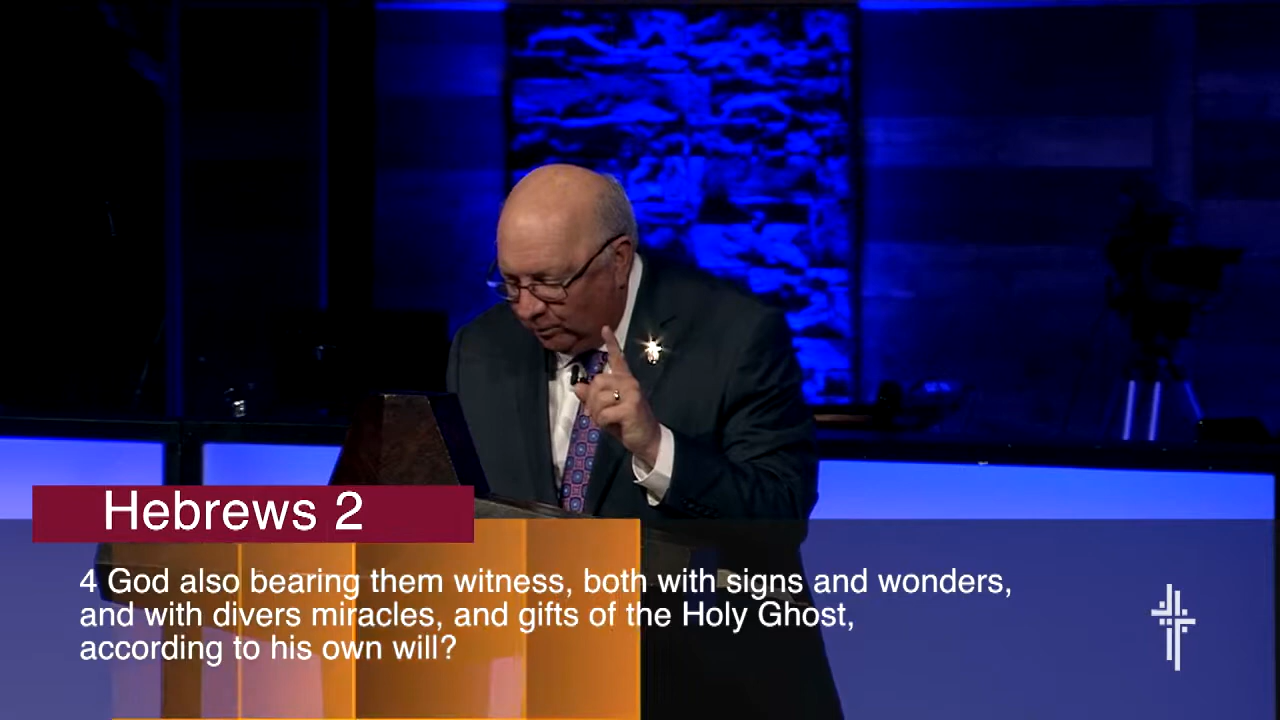 Hebrews 2
4 God also bearing them witness, both with signs and wonders,
and with divers miracles, and gifts of the Holy Ghost,
according to his own will?